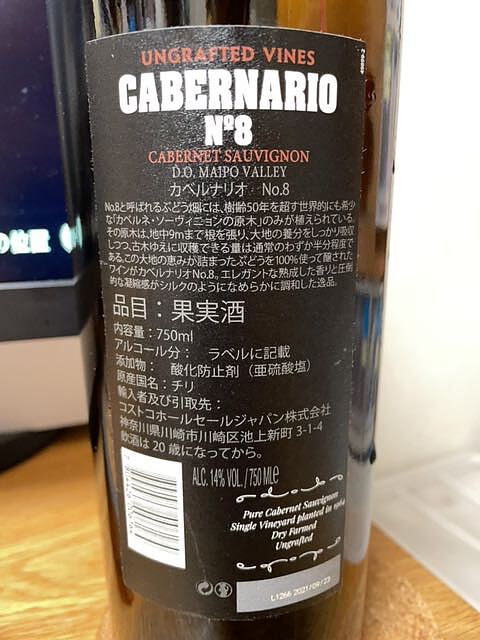 UNGRAFTED VINES
CABERNARIO
Nº8
CABERNET SAUVIGNON
D.O. MAIPO VALLEY
カベルナリオ No.8
No.8と呼ばれるぶどう畑には、樹齢50年を超す世界的にも希少
な「カベルネ・ソーヴィニヨンの原木」のみが植えられている。
その原木は、地中9mまで根を張り、大地の養分をしっかり吸収
しつつ、古木ゆえに収穫できる量は通常のわずか半分程度で
ある。この大地の恵みが詰まったぶどうを100%使って醸された
ワインがカベルナリオNo.8。エレガントな熟成した香りと圧倒
的な凝縮感がシルクのようになめらかに調和した逸品。
品目：果実酒
内容量：750ml
アルコール分： ラベルに記載
添加物： 酸化防止剤（亜硫酸塩）
原産国名：チリ
輸入者及び引取先：
コストコホールセールジャパン株式会社
神奈川県川崎市川崎区池上新町 3-1-4
飲酒は 20 歳になってから。
ALC. 14% VOL. / 750 ML e
Pure Cabernet Sauvignon
Single Vineyard planted in 1964
Dry Farmed
Ungrafted
L1266 2021/09/23
の位置